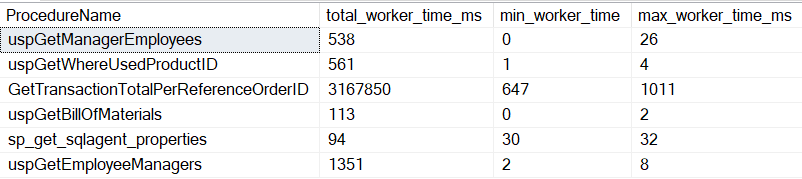 ProcedureName total_worker_time_ms min_worker_time max_worker_time_ms
uspGetManagerEmployees 538 0 26
uspGetWhereUsedProductID 561 1 4
GetTransactionTotalPerReferenceOrderID 3167850 647 1011
uspGetBillOfMaterials 113 0 2
sp_get_sqlagent_properties 94 30 32
uspGetEmployeeManagers 1351 2 8